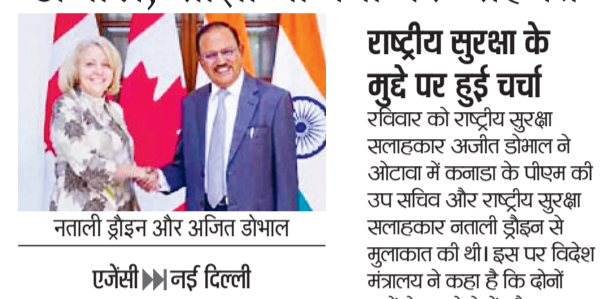 नताली ड्रौइन और अजित डोभाल
एजेंसी नई दिल्ली
राष्ट्रीय सुरक्षा के
मुद्दे पर हुई चर्चा
रविवार को राष्ट्रीय सुरक्षा
सलाहकार अजीत डोभाल ने
ओटावा में कनाडा के पीएम की
उप सचिव और राष्ट्रीय सुरक्षा
सलाहकार नताली ड्रौइन से
मुलाकात की थी। इस पर विदेश
मंत्रालय ने कहा है कि दोनों